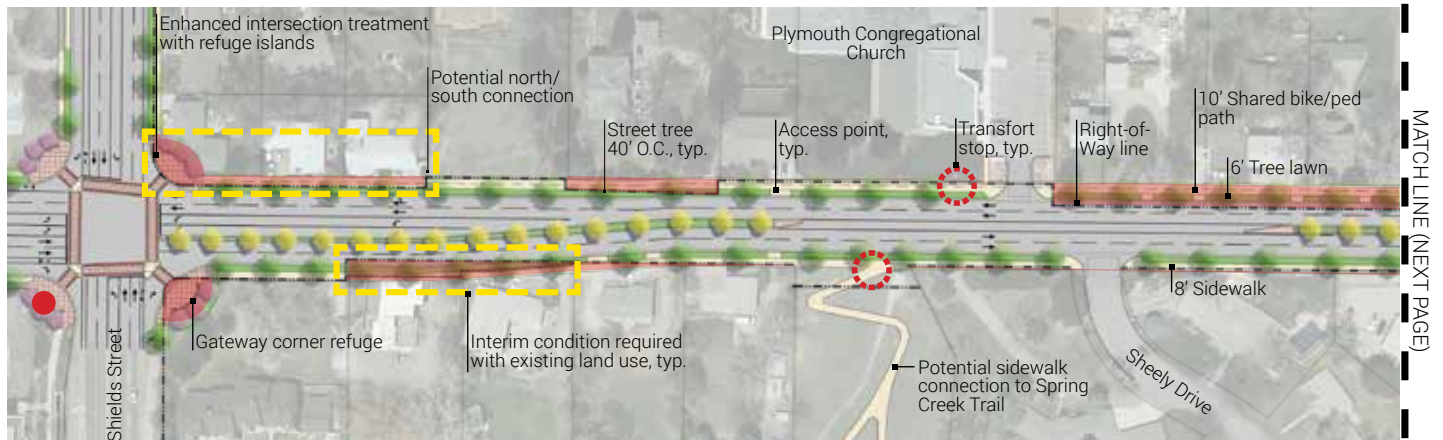 Enhanced intersection treatment
with refuge islands
Potential north/
south connection
Plymouth Congregational
Church
Street tree
40' O.C., typ.
Access point,
typ.
Transfort
stop, typ.
Right-of-
Way line
10' Shared bike/ped
path
6' Tree lawn
MATCH LINE (NEXT PAGE)
8' Sidewalk
Gateway corner refuge
Interim condition required
with existing land use, typ.
Potential sidewalk
connection to Spring
Creek Trail
Sheely Drive
Shields Street